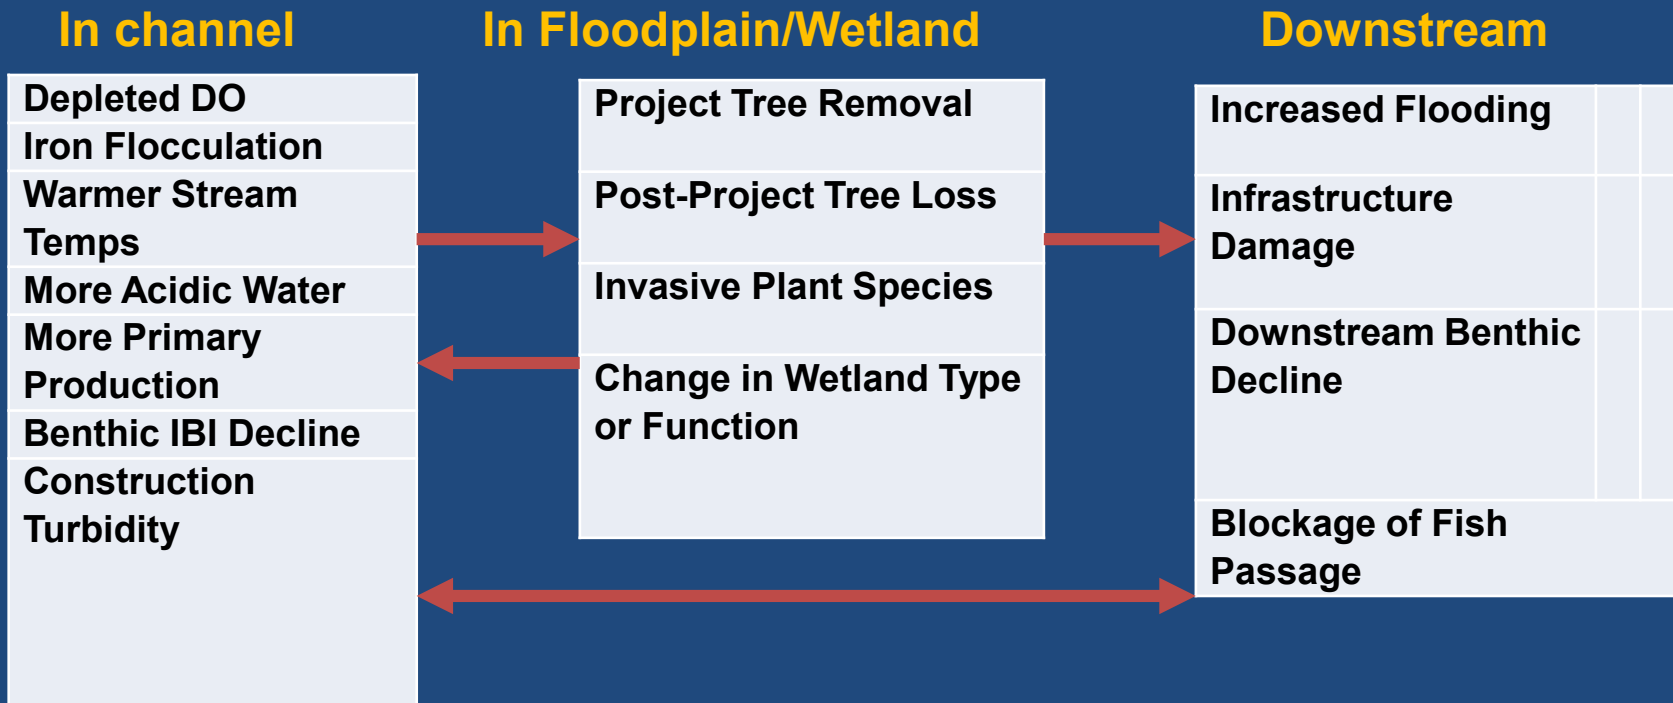 In channel
In Floodplain/Wetland
Downstream
Depleted DO
Iron Flocculation
Warmer Stream
Temps
More Acidic Water
More Primary
Production
Benthic IBI Decline
Construction
Turbidity
Project Tree Removal
Post-Project Tree Loss
Invasive Plant Species
Change in Wetland Type
or Function
Increased Flooding
Infrastructure
Damage
Downstream Benthic
Decline
Blockage of Fish
Passage